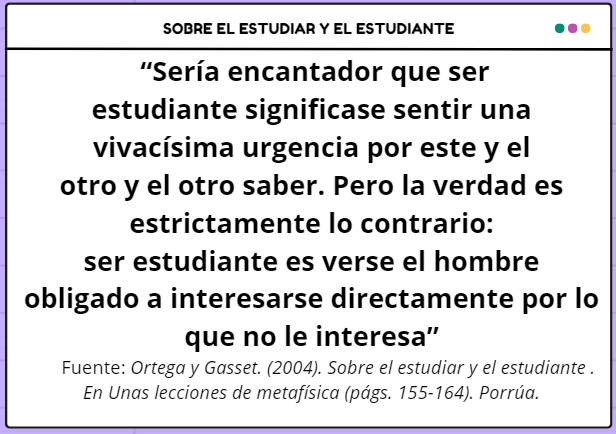 SOBRE EL ESTUDIAR Y EL ESTUDIANTE
“Sería encantador que ser
estudiante significase sentir una
vivacísima urgencia por este y el
otro y el otro saber. Pero la verdad es
estrictamente lo contrario:
ser estudiante es verse el hombre
obligado a interesarse directamente por lo
que no le interesa”
Fuente: Ortega y Gasset. (2004). Sobre el estudiar y el estudiante .
En Unas lecciones de metafísica (págs. 155-164). Porrúa.